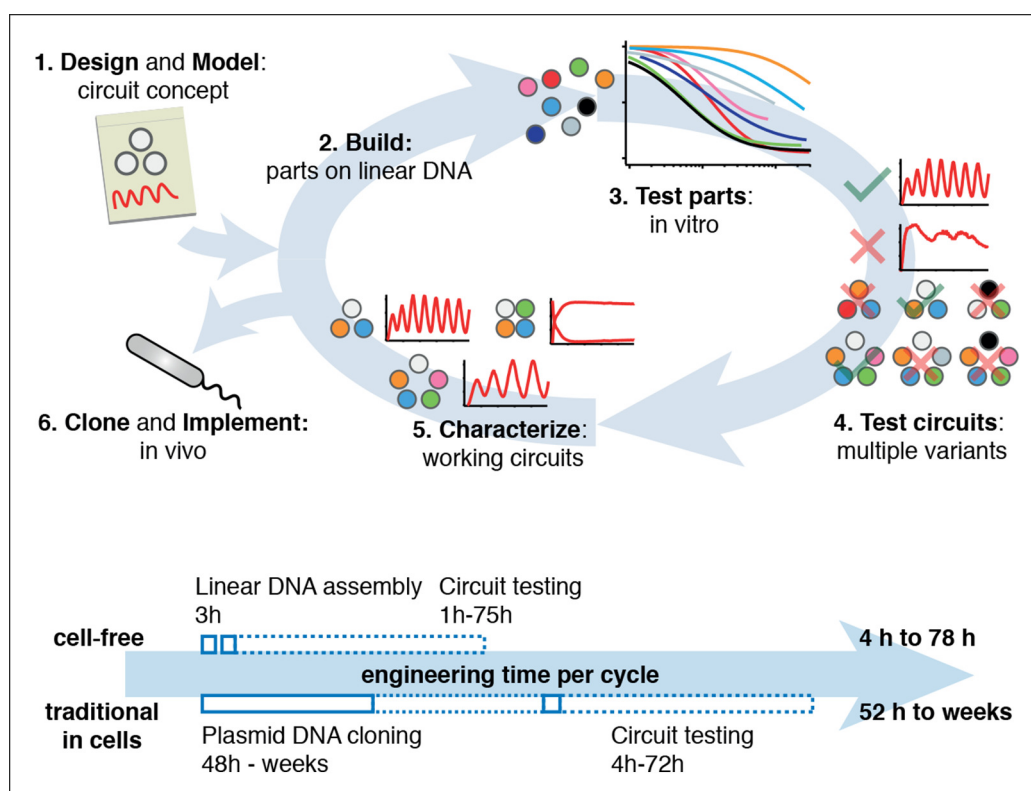 1. Design and Model:
circuit concept
2. Build:
parts on linear DNA
3. Test parts:
in vitro
4. Test circuits:
multiple variants
5. Characterize:
working circuits
6. Clone and Implement:
in vivo
Linear DNA assembly
3h
Circuit testing
1h-75h
cell-free
4 h to 78 h
engineering time per cycle
traditional
in cells
52 h to weeks
Plasmid DNA cloning
48h - weeks
Circuit testing
4h-72h